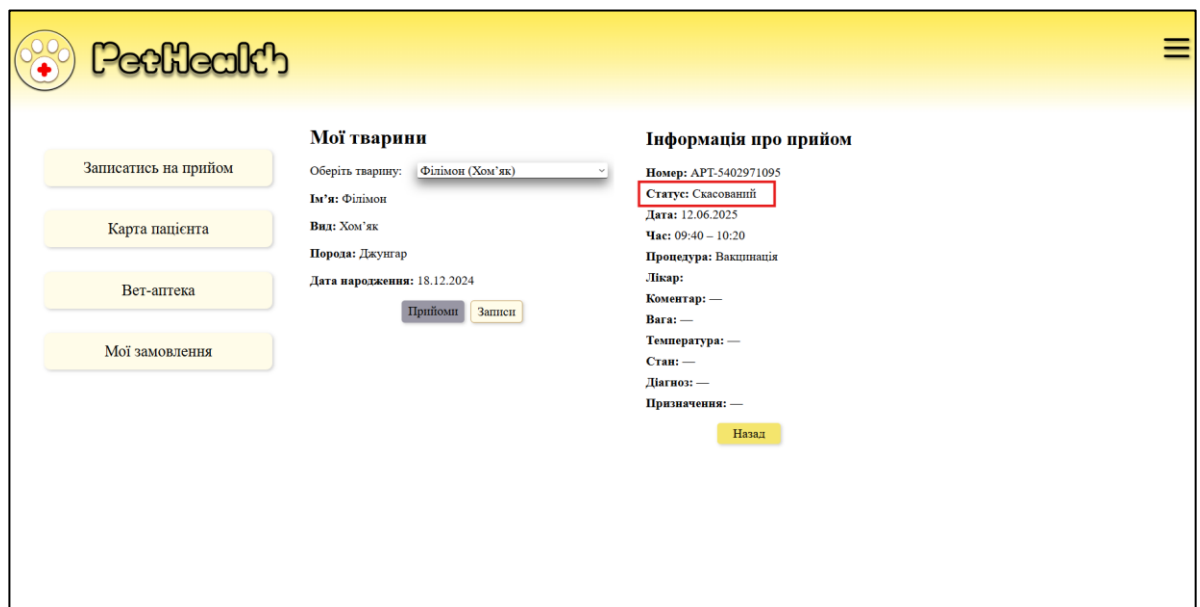 PetHealth
Записатись на прийом
Карта пацієнта
Вет-аптека
Мої замовлення
Мої тварини
Оберіть тварину: Філімон (Хом’як)
Ім’я: Філімон
Вид: Хом’як
Порода: Джунгар
Дата народження: 18.12.2024
Прийоми Записи
Інформація про прийом
Номер: APT-5402971095
Статус: Скасований
Дата: 12.06.2025
Час: 09:40 – 10:20
Процедура: Вакцинація
Лікар:
Коментар: —
Вага: —
Температура: —
Стан: —
Діагноз: —
Призначення: —
Назад